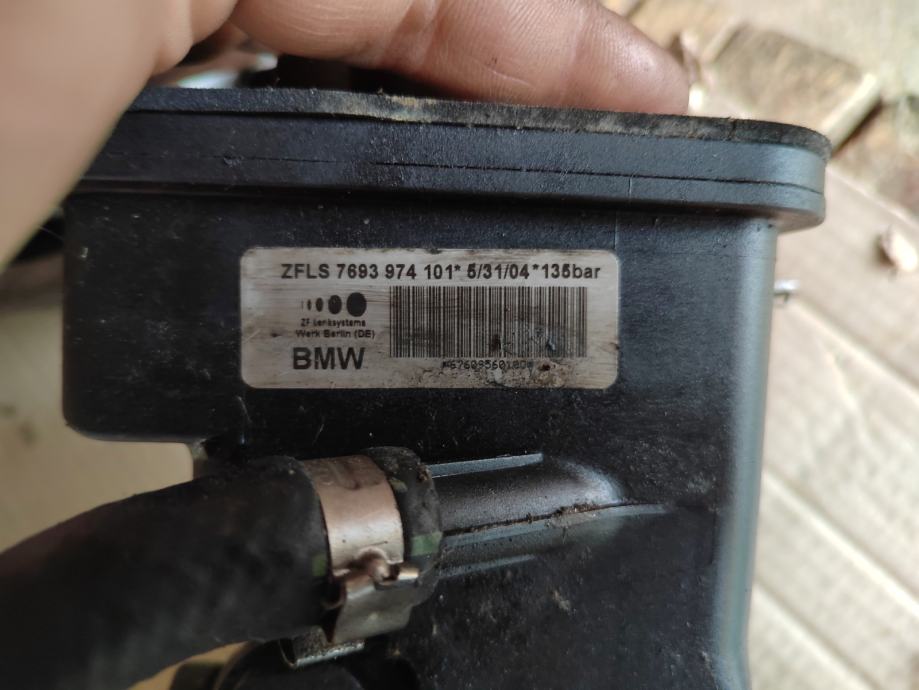 ZFLS 7693 974 101* 5/31/04 *135bar
ZF Lenksysteme
Werk Berlin (DE)
BMW